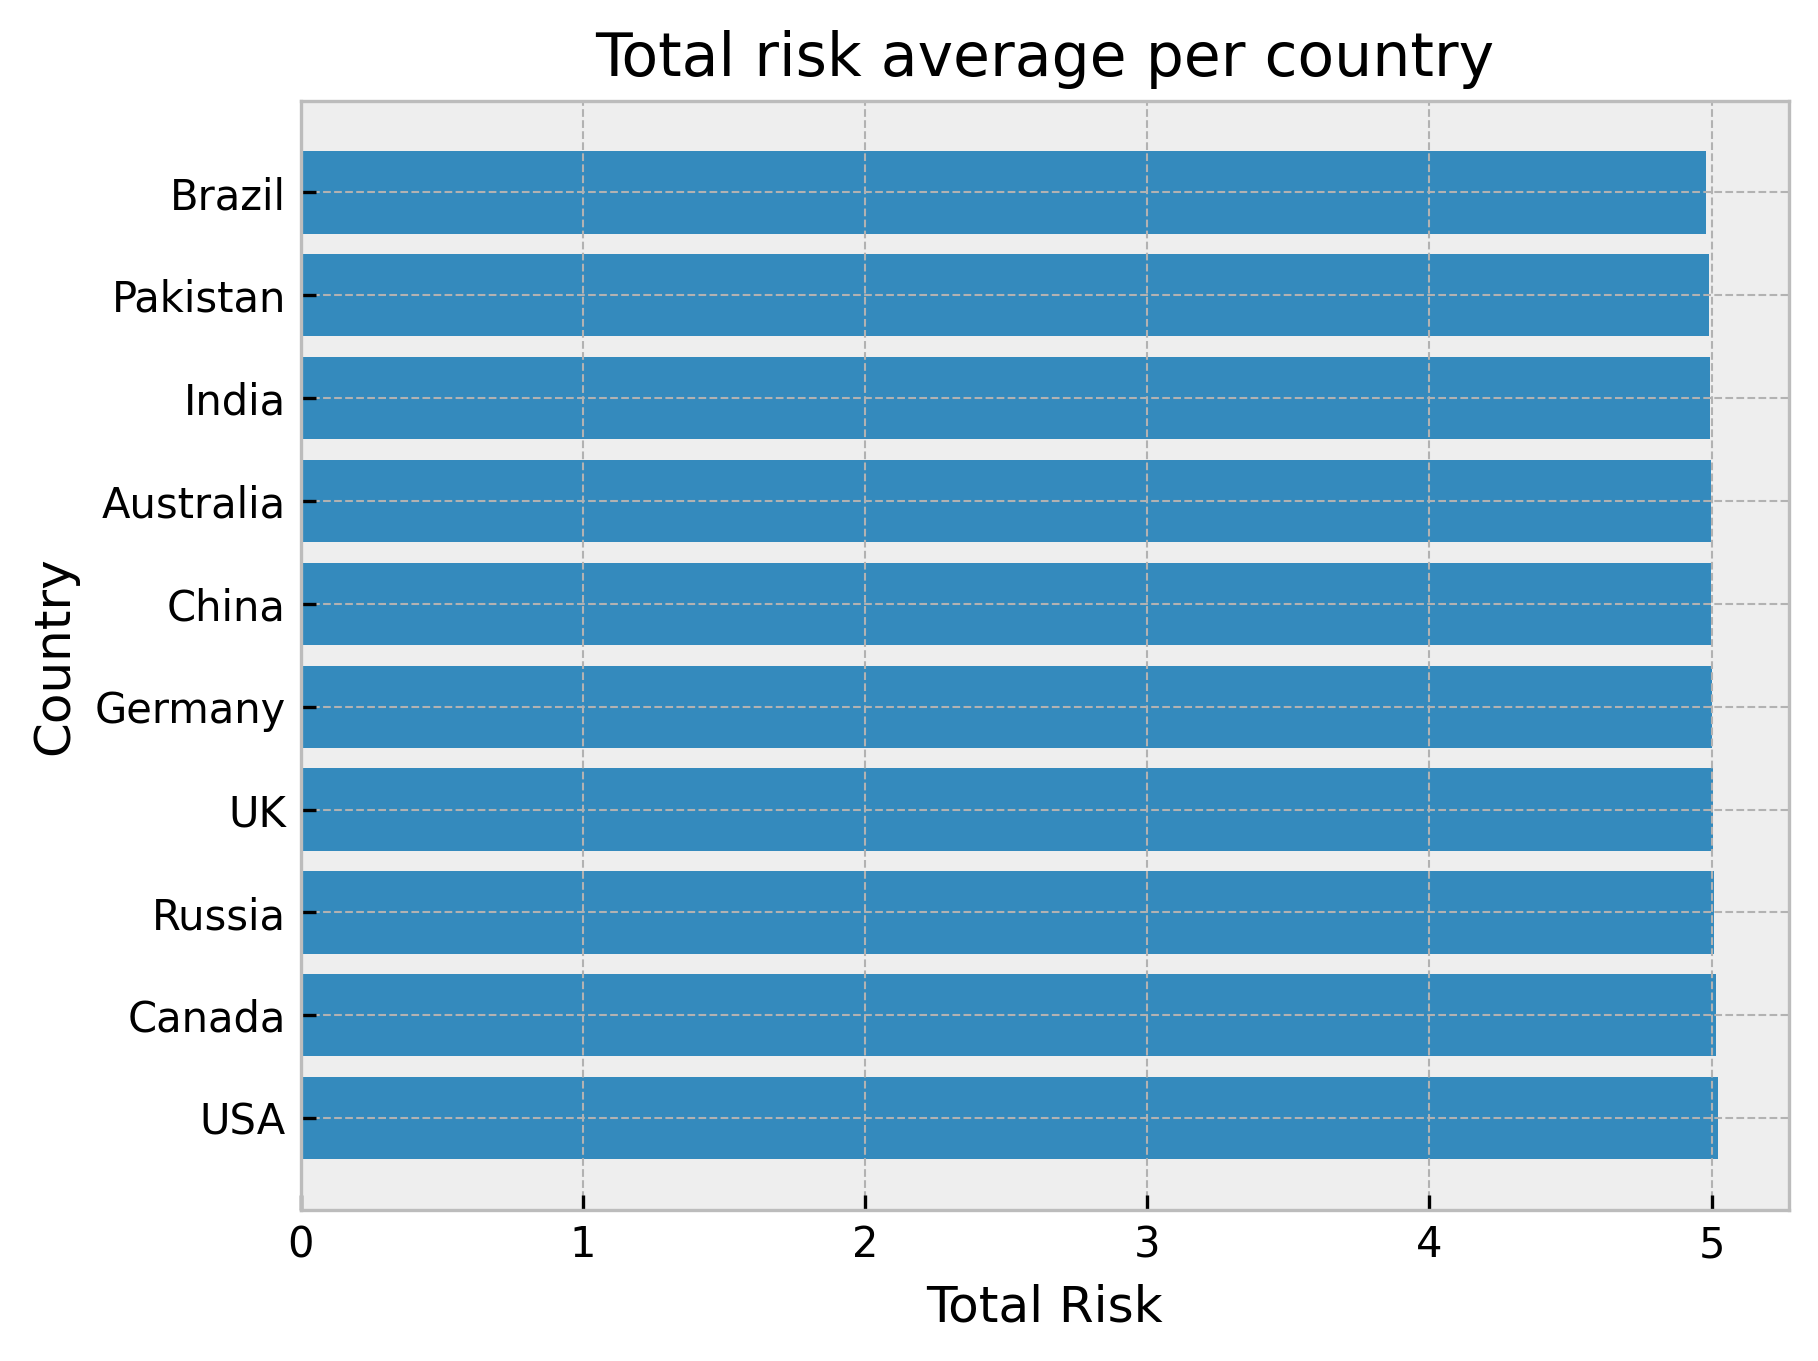 Total risk average per country
Brazil
Pakistan
India
Australia
China
Germany
UK
Russia
Canada
USA
Country
0 1 2 3 4 5
Total Risk